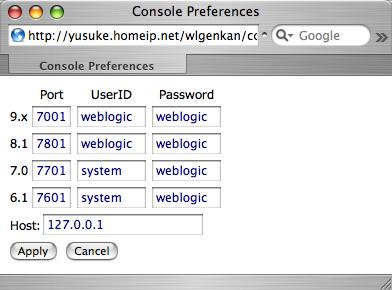 Console Preferences
http://yusuke.homeip.net/wlgenkan/co
Google
Console Preferences
Port UserID Password
9.x 7001 weblogic weblogic
8.1 7801 weblogic weblogic
7.0 7701 system weblogic
6.1 7601 system weblogic
Host: 127.0.0.1
Apply Cancel